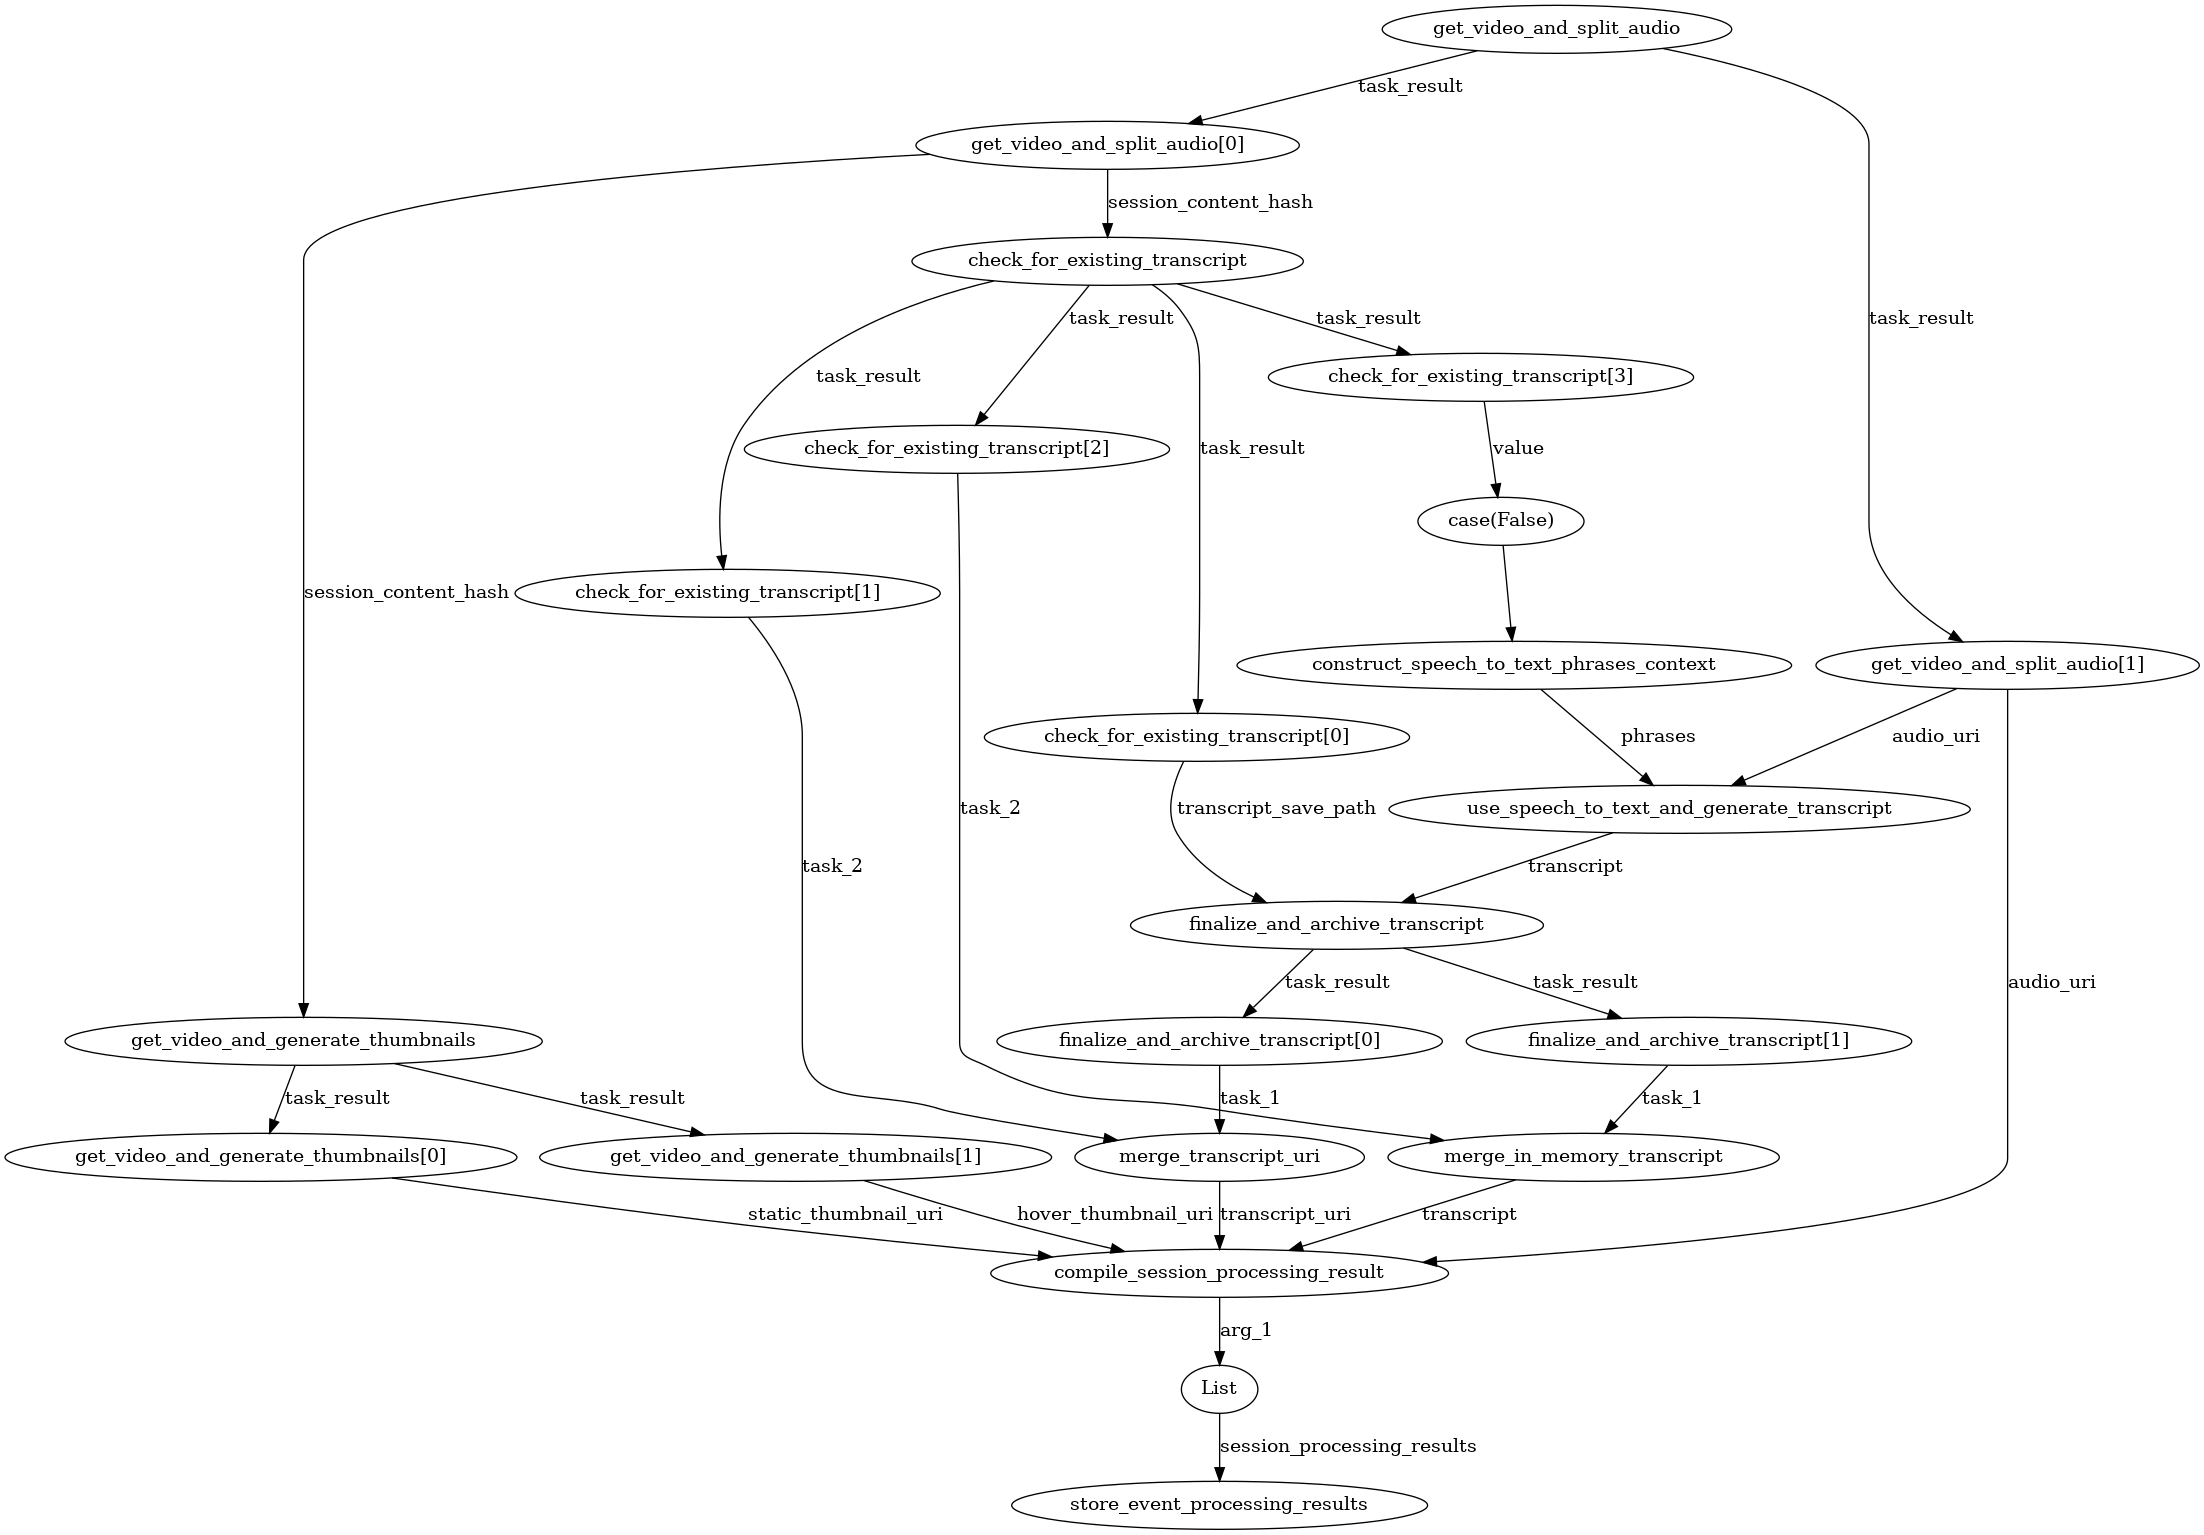 get_video_and_split_audio
task_result
get_video_and_split_audio[0]
session_content_hash
check_for_existing_transcript
task_result
task_result
task_result
task_result
check_for_existing_transcript[3]
task_result
check_for_existing_transcript[2]
task_result
value
case(False)
session_content_hash
check_for_existing_transcript[1]
construct_speech_to_text_phrases_context
get_video_and_split_audio[1]
check_for_existing_transcript[0]
phrases
audio_uri
task_2
transcript_save_path
use_speech_to_text_and_generate_transcript
task_2
transcript
finalize_and_archive_transcript
task_result
task_result
audio_uri
get_video_and_generate_thumbnails
finalize_and_archive_transcript[0]
finalize_and_archive_transcript[1]
task_result
task_result
task_1
task_1
get_video_and_generate_thumbnails[0]
get_video_and_generate_thumbnails[1]
merge_transcript_uri
merge_in_memory_transcript
static_thumbnail_uri
hover_thumbnail_uri
transcript_uri
transcript
compile_session_processing_result
arg_1
List
session_processing_results
store_event_processing_results